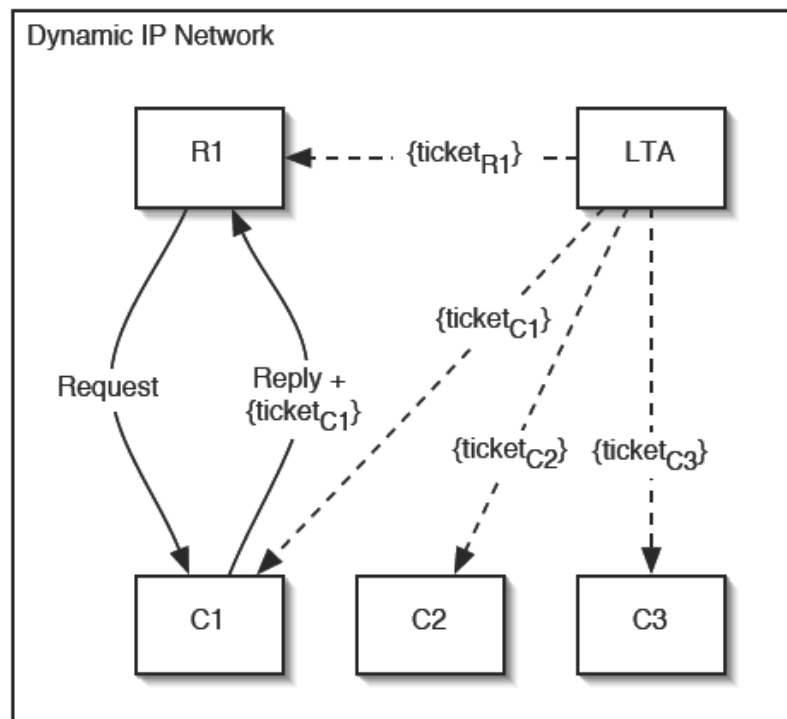 Dynamic IP Network
R1
{ticketR1}
LTA
{ticketC1}
Request
Reply +
{ticketC1}
{ticketC2}
{ticketC3}
C1
C2
C3